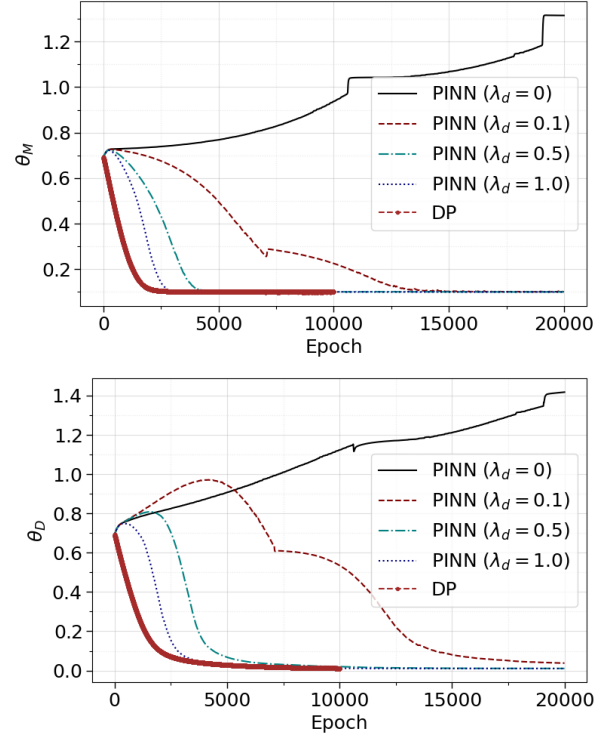 1.2
1.0
0.8
0.6
0.4
0.2
θ_M
PINN (λ_d = 0)
PINN (λ_d = 0.1)
PINN (λ_d = 0.5)
PINN (λ_d = 1.0)
DP
0 5000 10000 15000 20000
Epoch
1.4
1.2
1.0
0.8
0.6
0.4
0.2
0.0
θ_D
PINN (λ_d = 0)
PINN (λ_d = 0.1)
PINN (λ_d = 0.5)
PINN (λ_d = 1.0)
DP
0 5000 10000 15000 20000
Epoch